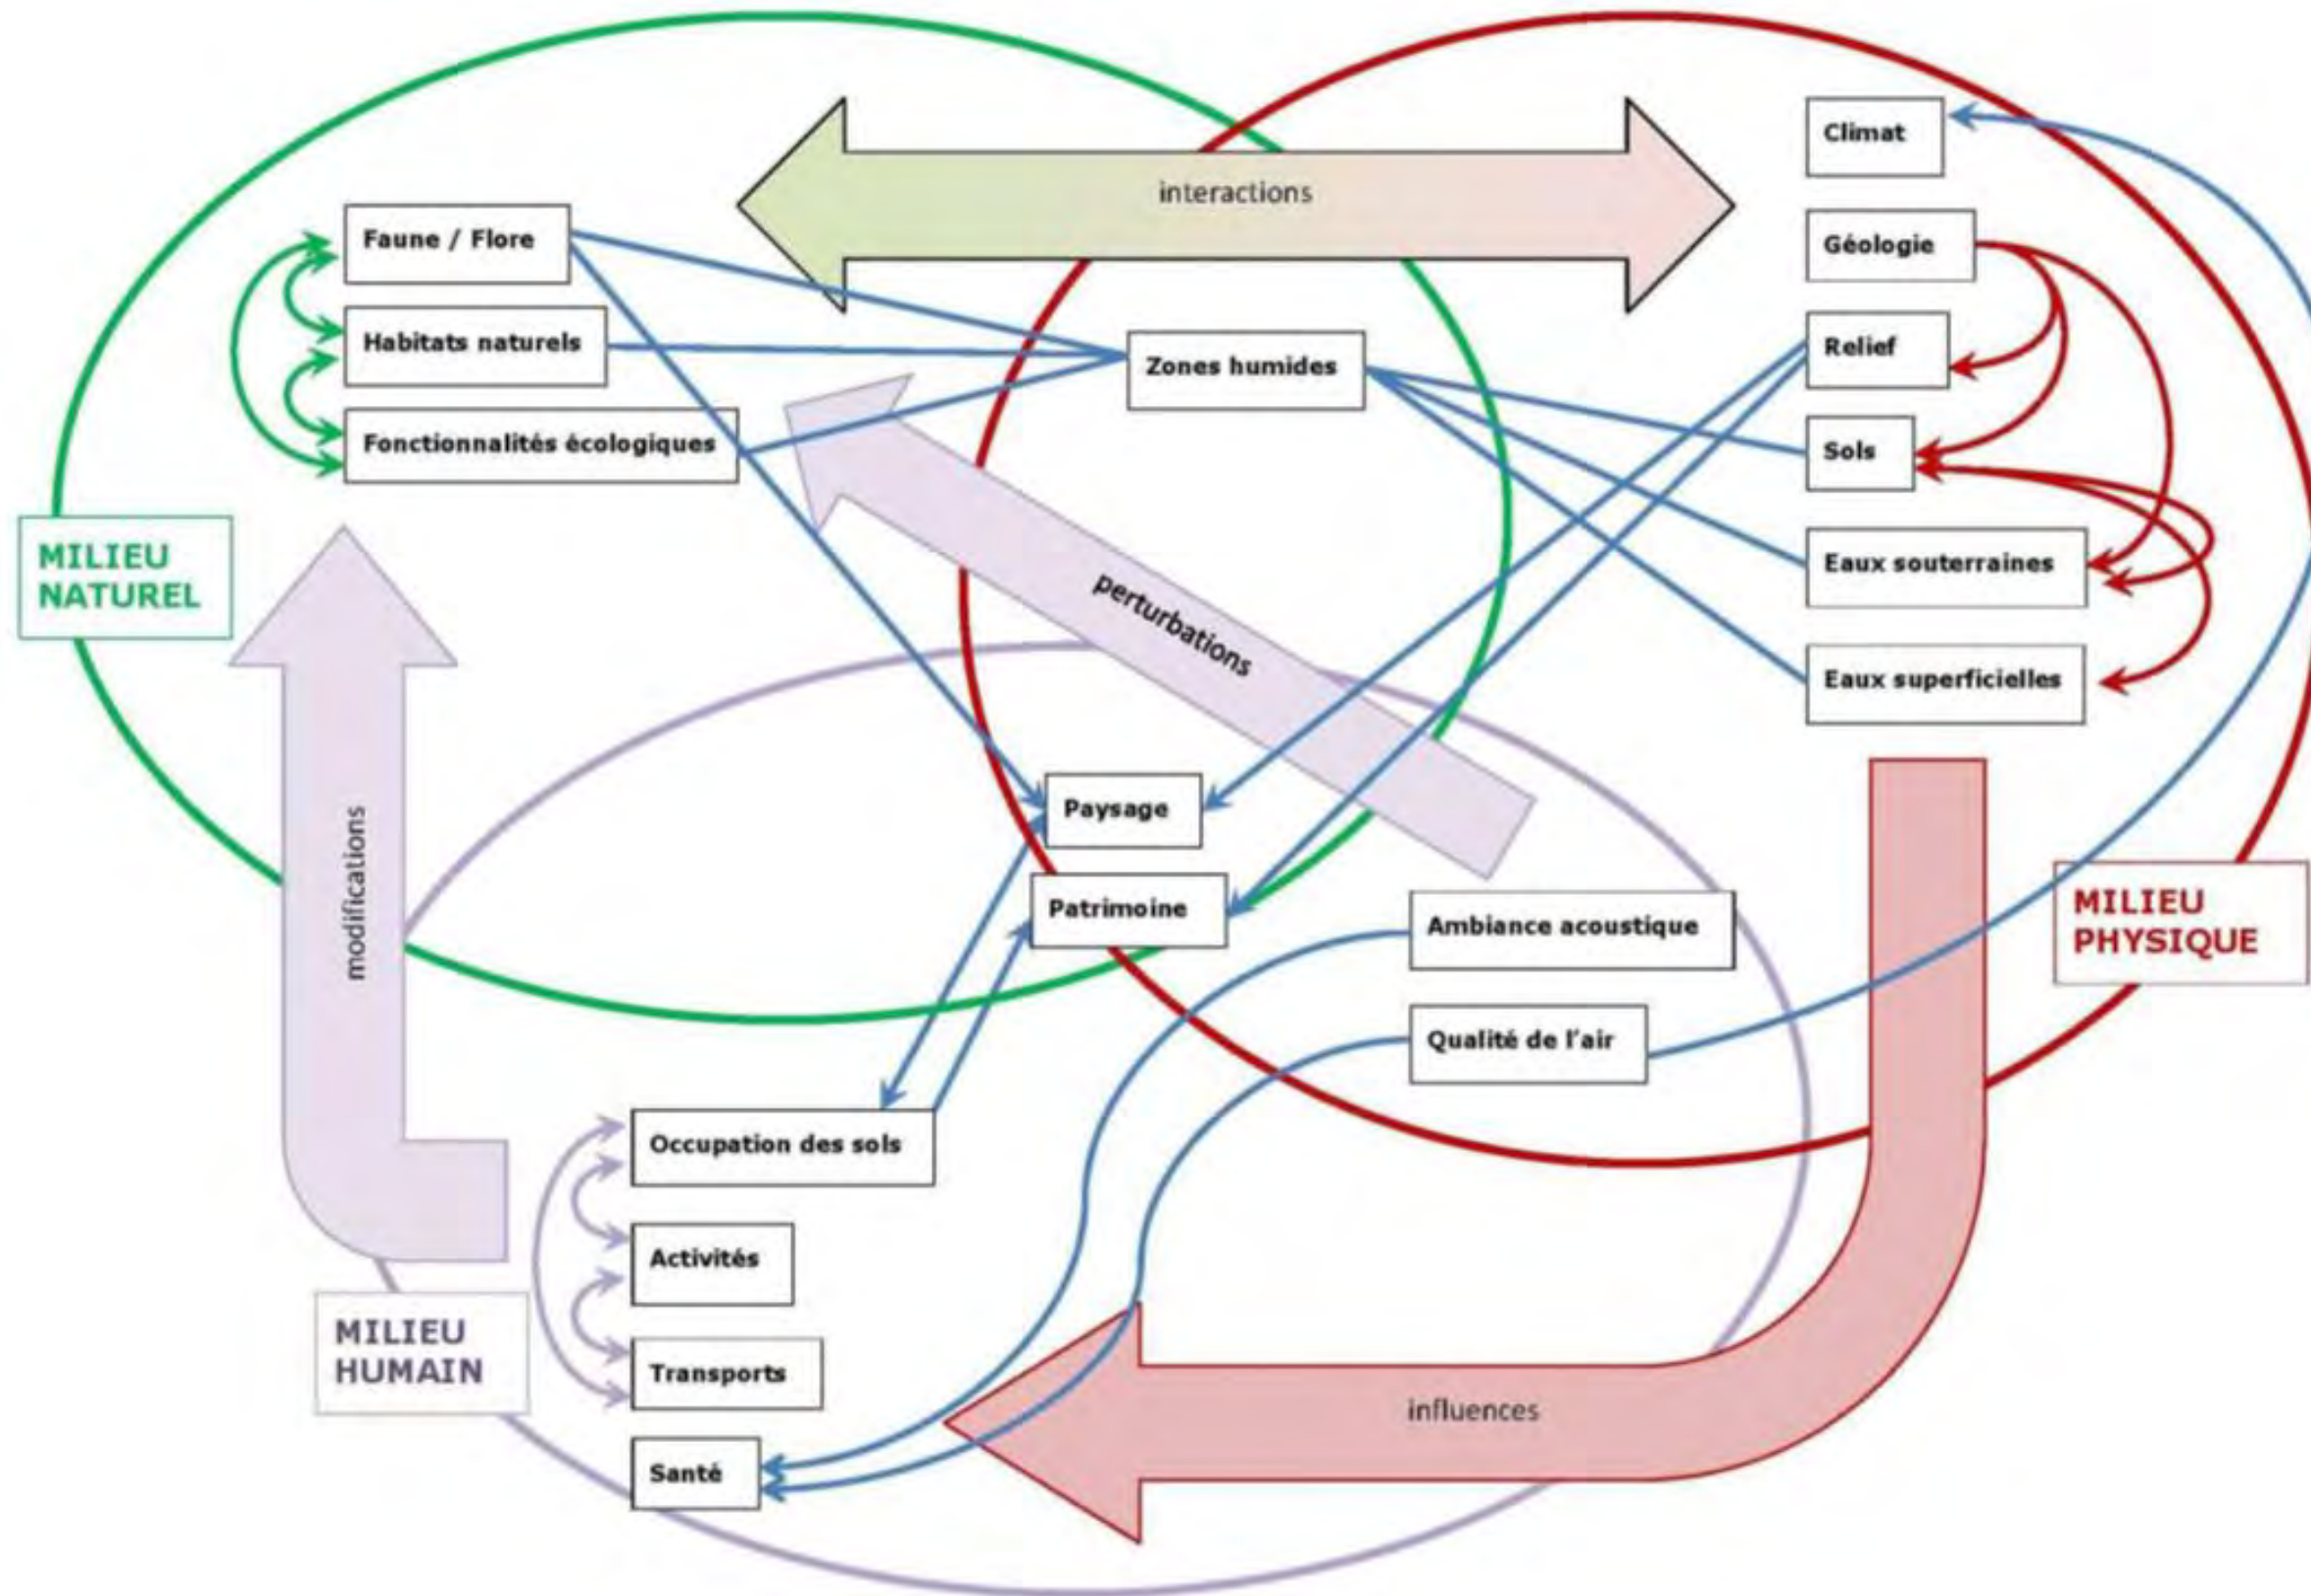 Climat
interactions
Faune / Flore
Géologie
Habitats naturels
Zones humides
Relief
Fonctionnalités écologiques
Sols
MILIEU
NATUREL
Eaux souterraines
perturbations
Eaux superficielles
Paysage
modifications
Patrimoine
Ambiance acoustique
MILIEU
PHYSIQUE
Qualité de l'air
Occupation des sols
Activités
MILIEU
HUMAIN
Transports
influences
Santé